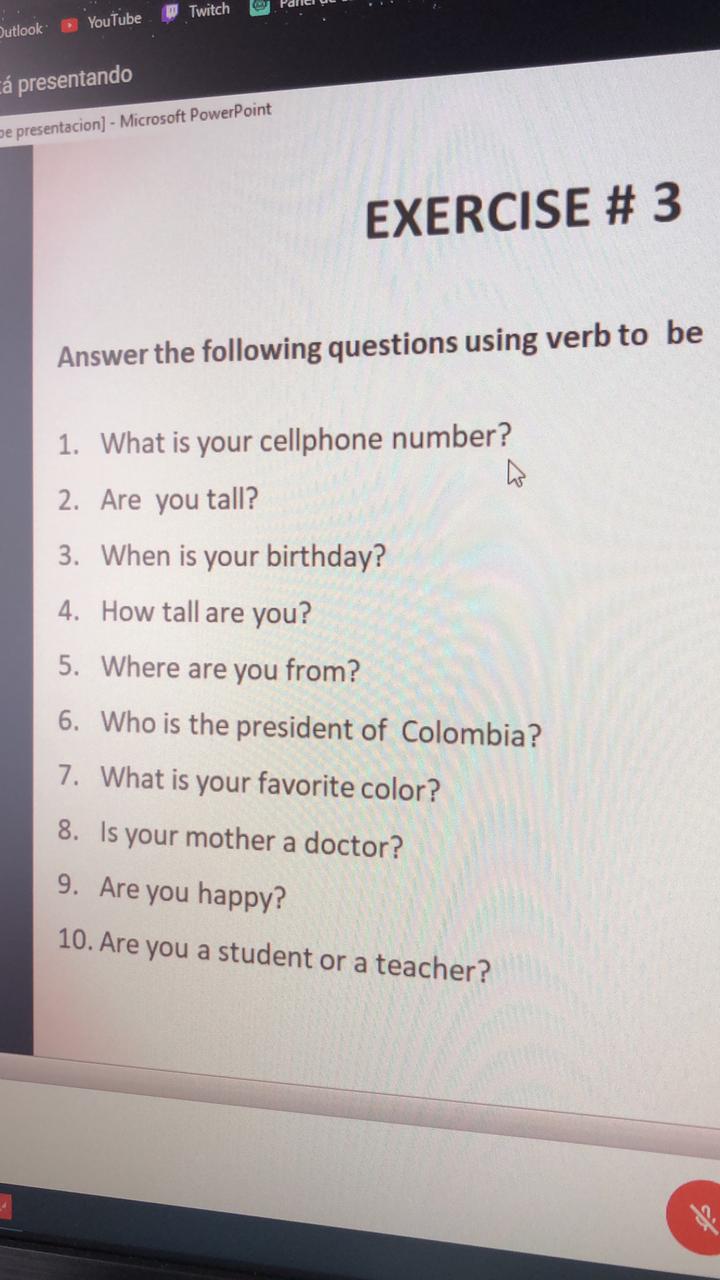 Outlook YouTube Twitch
tá presentando
pe presentacion] - Microsoft PowerPoint
EXERCISE # 3
Answer the following questions using verb to be
1. What is your cellphone number?
2. Are you tall?
3. When is your birthday?
4. How tall are you?
5. Where are you from?
6. Who is the president of Colombia?
7. What is your favorite color?
8. Is your mother a doctor?
9. Are you happy?
10. Are you a student or a teacher?